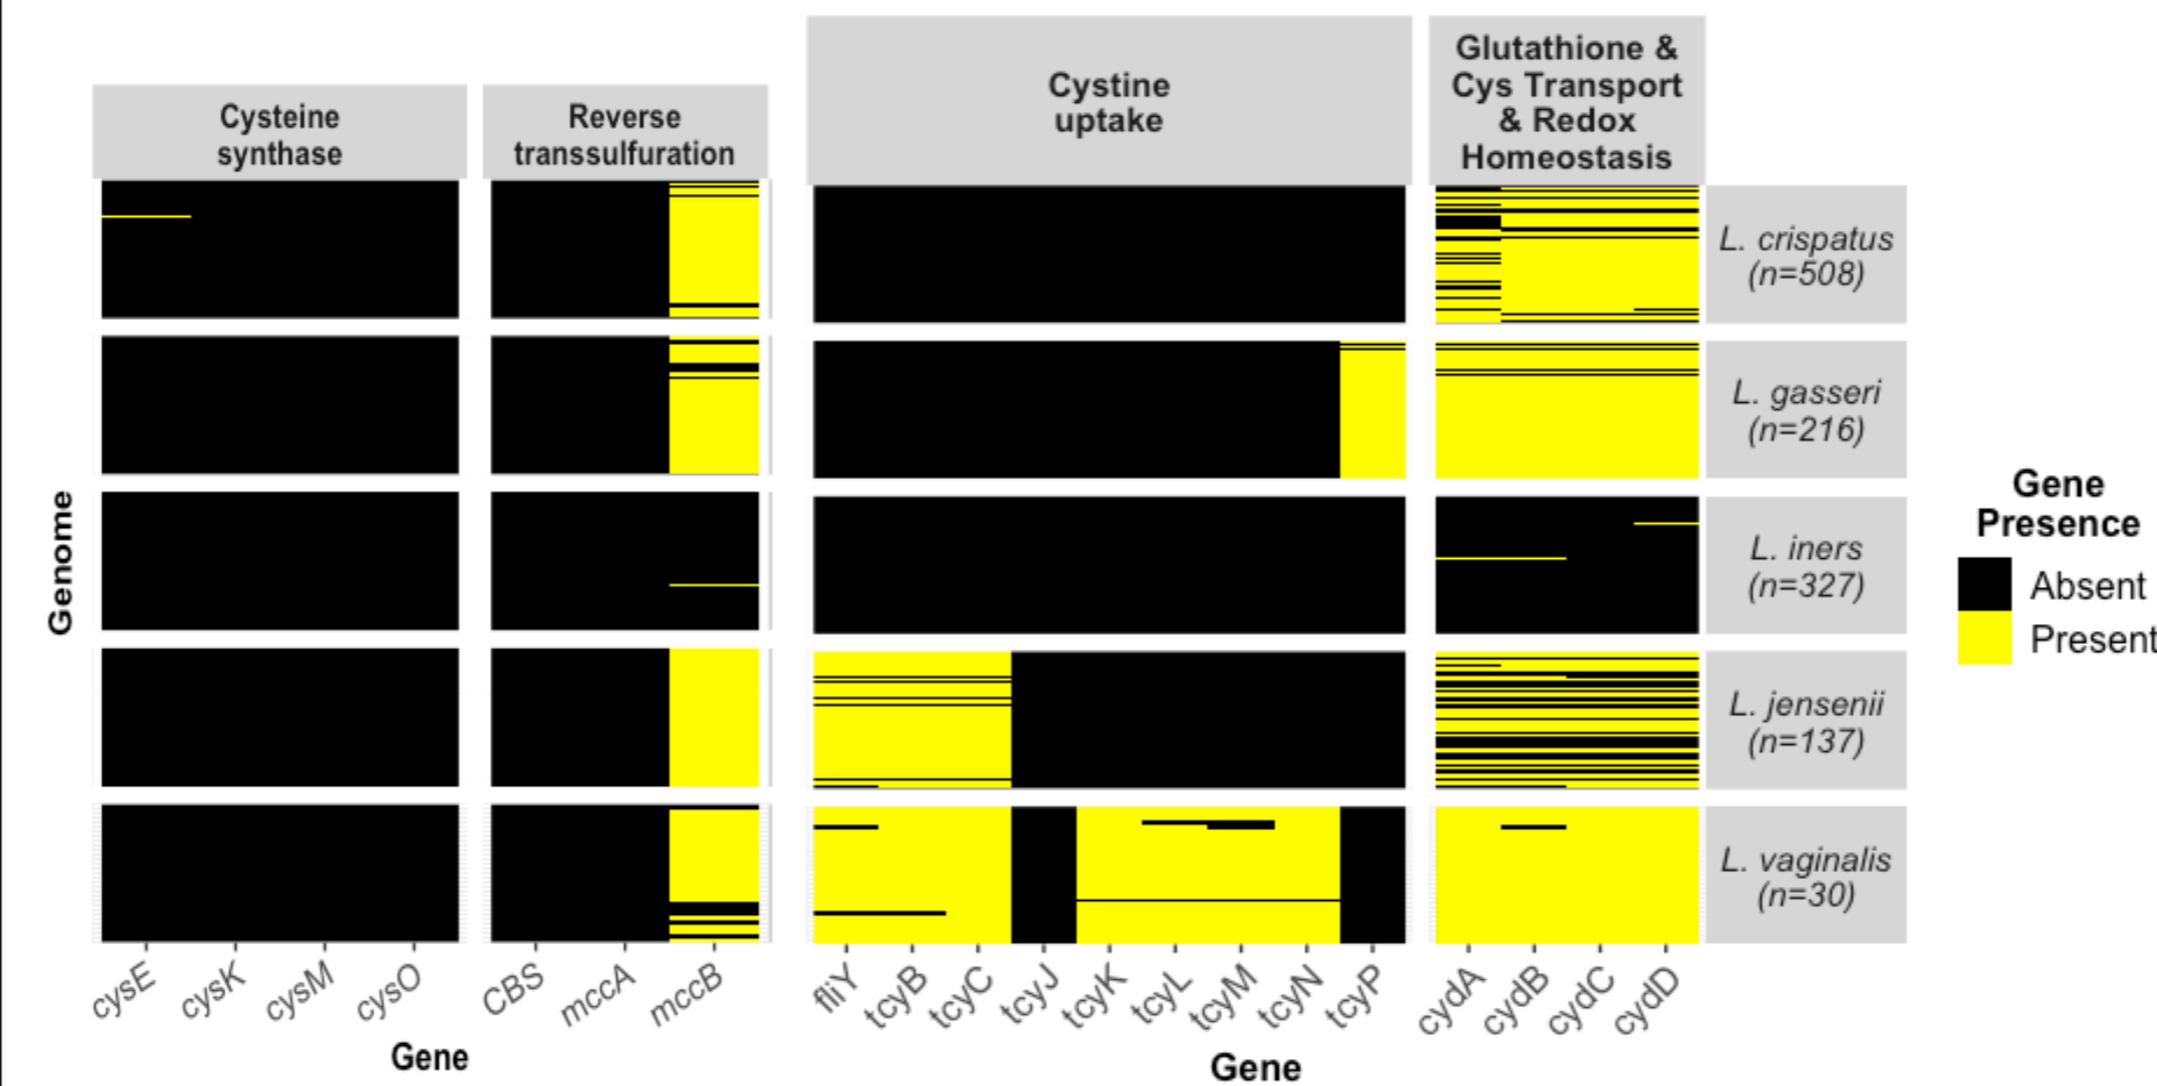 Cysteine
synthase
Reverse
transsulfuration
Cystine
uptake
Glutathione &
Cys Transport
& Redox
Homeostasis
L. crispatus
(n=508)
L. gasseri
(n=216)
L. iners
(n=327)
L. jensenii
(n=137)
L. vaginalis
(n=30)
Genome
Gene
Presence
Absent
Present
cysE
cysK
cysM
cysO
CBS
mccA
mccB
fliY
tcyB
tcyC
tcyJ
tcyK
tcyL
tcyM
tcyN
tcyP
cydA
cydB
cydC
cydD
Gene
Gene